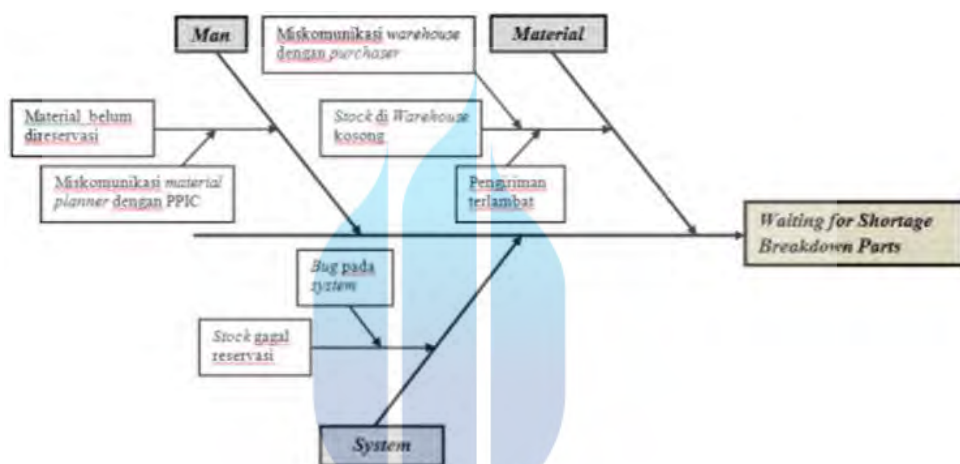 Man
Miskomunikasi warehouse
dengan purchaser
Material
Material belum
direservasi
Stock di Warehouse
kosong
Miskomunikasi material
planner dengan PPIC
Pengiriman
terlambat
Waiting for Shortage
Breakdown Parts
Bug pada
system
Stock gagal
reservasi
System